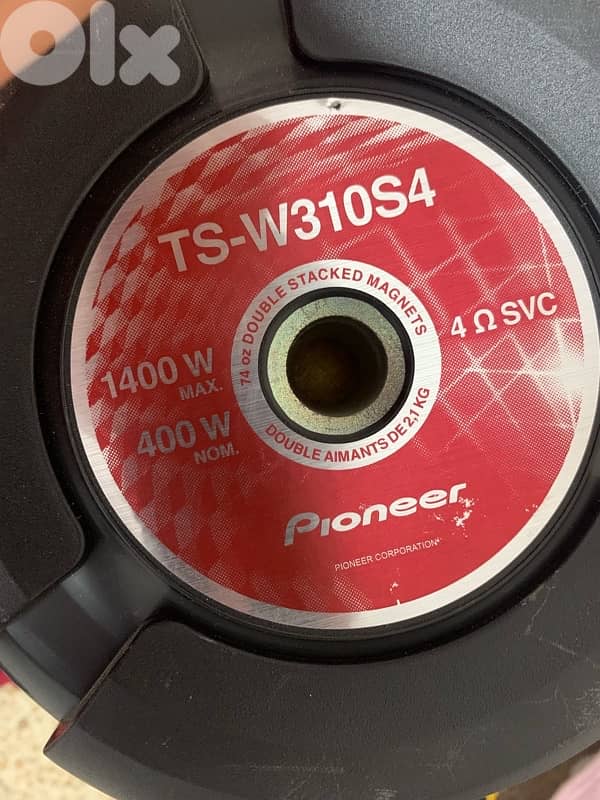 OLX
TS-W310S4
74 oz DOUBLE STACKED MAGNETS
DOUBLE AIMANTS DE 2,1 KG
4 Ω SVC
1400 W
MAX.
400 W
NOM.
Pioneer
PIONEER CORPORATION